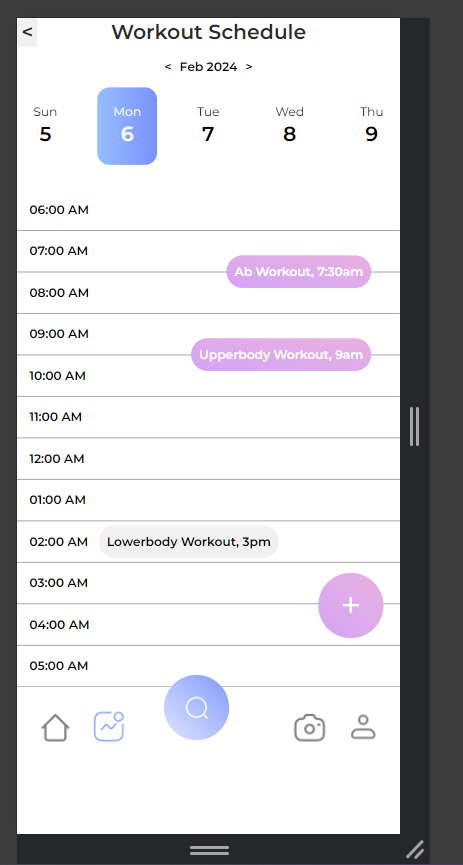 <
Workout Schedule
< Feb 2024 >
Sun Mon Tue Wed Thu
5 6 7 8 9
06:00 AM
07:00 AM
Ab Workout, 7:30am
08:00 AM
09:00 AM
Upperbody Workout, 9am
10:00 AM
11:00 AM
12:00 AM
01:00 AM
02:00 AM Lowerbody Workout, 3pm
03:00 AM
+
04:00 AM
05:00 AM